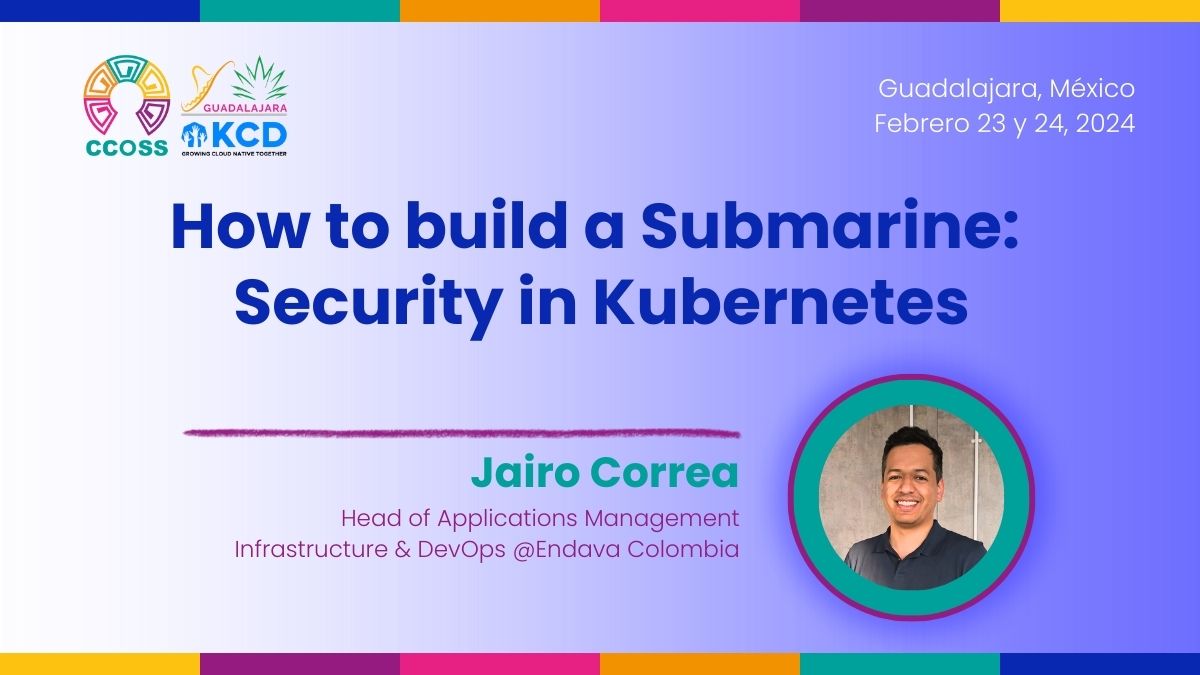 CCOSS
GUADALAJARA
KCD
GROWING CLOUD NATIVE TOGETHER
Guadalajara, México
Febrero 23 y 24, 2024
How to build a Submarine:
Security in Kubernetes
Jairo Correa
Head of Applications Management
Infrastructure & DevOps @Endava Colombia